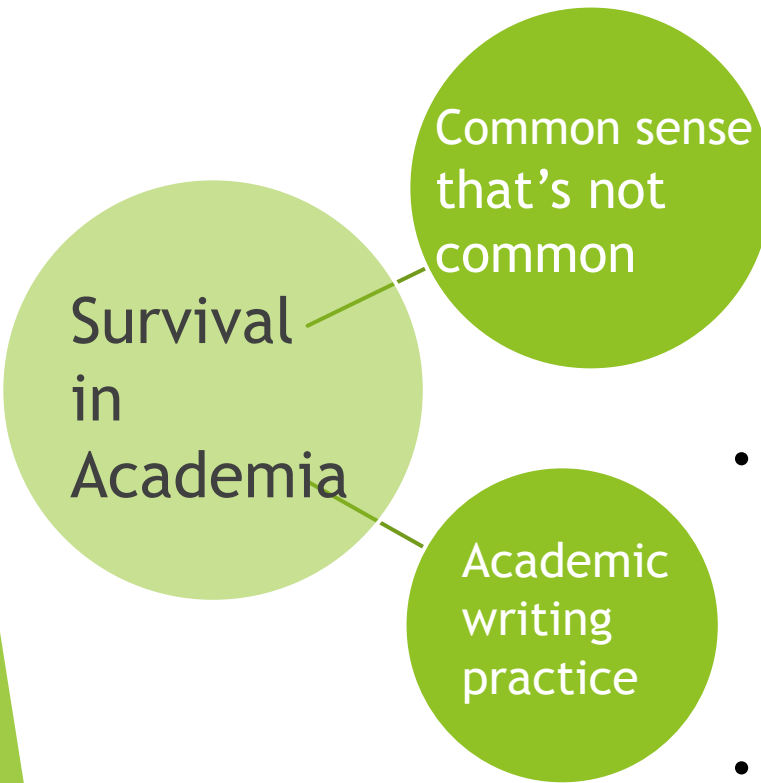 Common sense
that's not
common
Survival
in
Academia
Academic
writing
practice